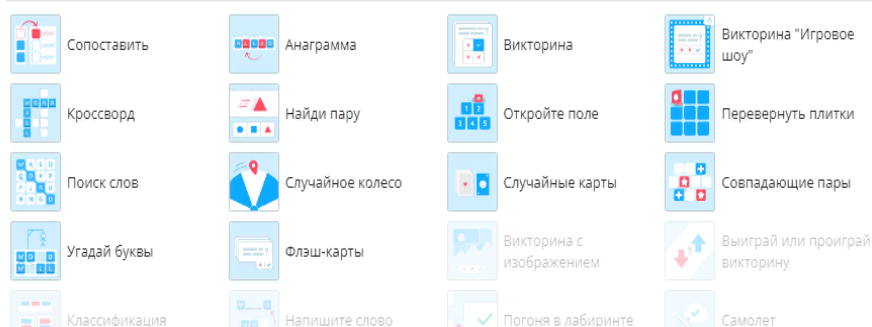 Сопоставить
Анаграмма
Викторина
Викторина "Игровое
шоу"
Кроссворд
Найди пару
Откройте поле
Перевернуть плитки
Поиск слов
Случайное колесо
Случайные карты
Совпадающие пары
Угадай буквы
Флэш-карты
Викторина с
изображением
Выиграй или проиграй
викторину
Классификация
Напишите слово
Погоня в лабиринте
Самолет